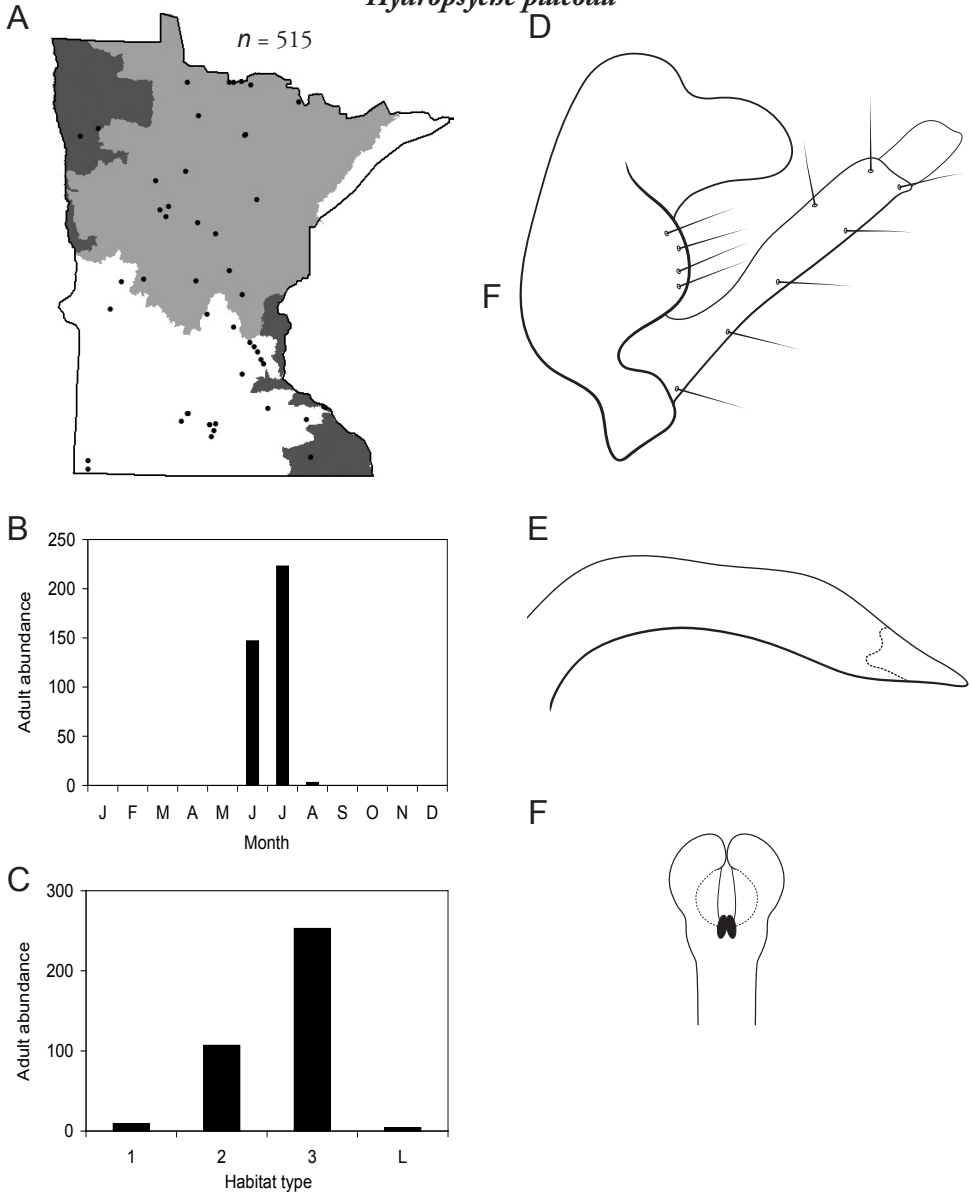 Hydropsyche placoda
A
n = 515
D
F
B
250
200
150
100
50
0
Adult abundance
J F M A M J J A S O N D
Month
E
C
300
200
100
0
Adult abundance
1 2 3 L
Habitat type
F